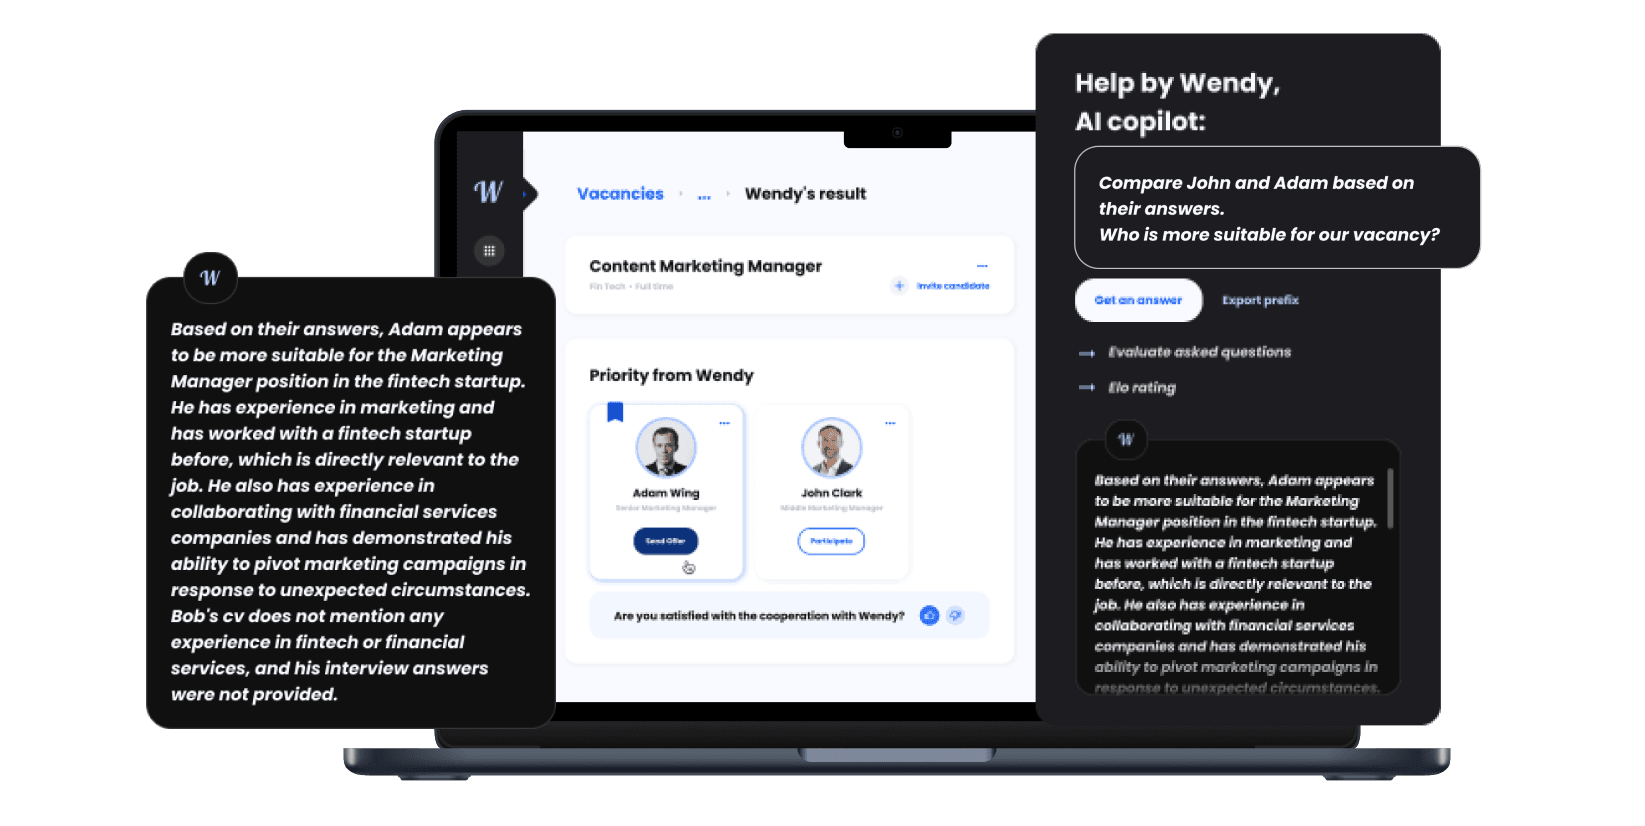 Help by Wendy,
AI copilot:
Compare John and Adam based on
their answers.
Who is more suitable for our vacancy?
Get an answer
Export prefix
Evaluate asked questions
Elo rating
W
Based on their answers, Adam appears
to be more suitable for the Marketing
Manager position in the fintech startup.
He has experience in marketing and
has worked with a fintech startup
before, which is directly relevant to the
job. He also has experience in
collaborating with financial services
companies and has demonstrated his
ability to pivot marketing campaigns in
response to unexpected circumstances.
W
Vacancies
...
Wendy's result
Content Marketing Manager
Fin Tech • Full time
Invite candidate
Priority from Wendy
Adam Wing
Senior Marketing Manager
Send Offer
John Clark
Middle Marketing Manager
Participate
Are you satisfied with the cooperation with Wendy?
W
Based on their answers, Adam appears
to be more suitable for the Marketing
Manager position in the fintech startup.
He has experience in marketing and
has worked with a fintech startup
before, which is directly relevant to the
job. He also has experience in
collaborating with financial services
companies and has demonstrated his
ability to pivot marketing campaigns in
response to unexpected circumstances.
Bob's cv does not mention any
experience in fintech or financial
services, and his interview answers
were not provided.